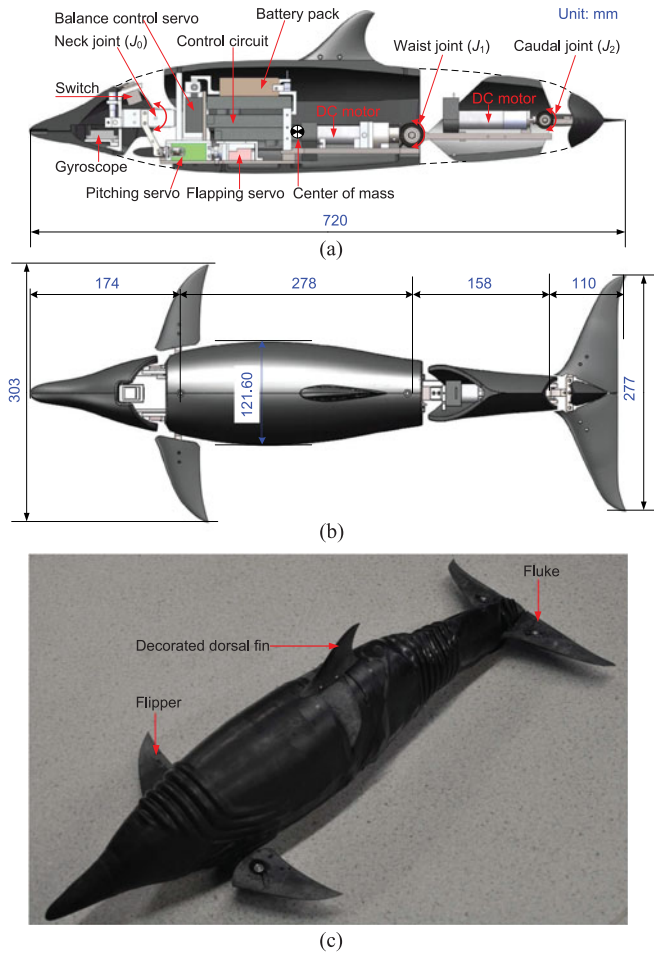 Balance control servo
Battery pack
Unit: mm
Neck joint (J0)
Control circuit
Waist joint (J1)
Caudal joint (J2)
Switch
DC motor
DC motor
Gyroscope
Pitching servo
Flapping servo
Center of mass
720
(a)
174
278
158
110
303
121.60
277
(b)
Fluke
Decorated dorsal fin
Flipper
(c)